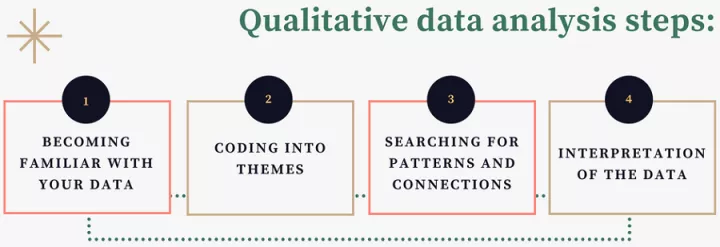 Qualitative data analysis steps:
1
BECOMING
FAMILIAR WITH
YOUR DATA
2
CODING INTO
THEMES
3
SEARCHING FOR
PATTERNS AND
CONNECTIONS
4
INTERPRETATION
OF THE DATA